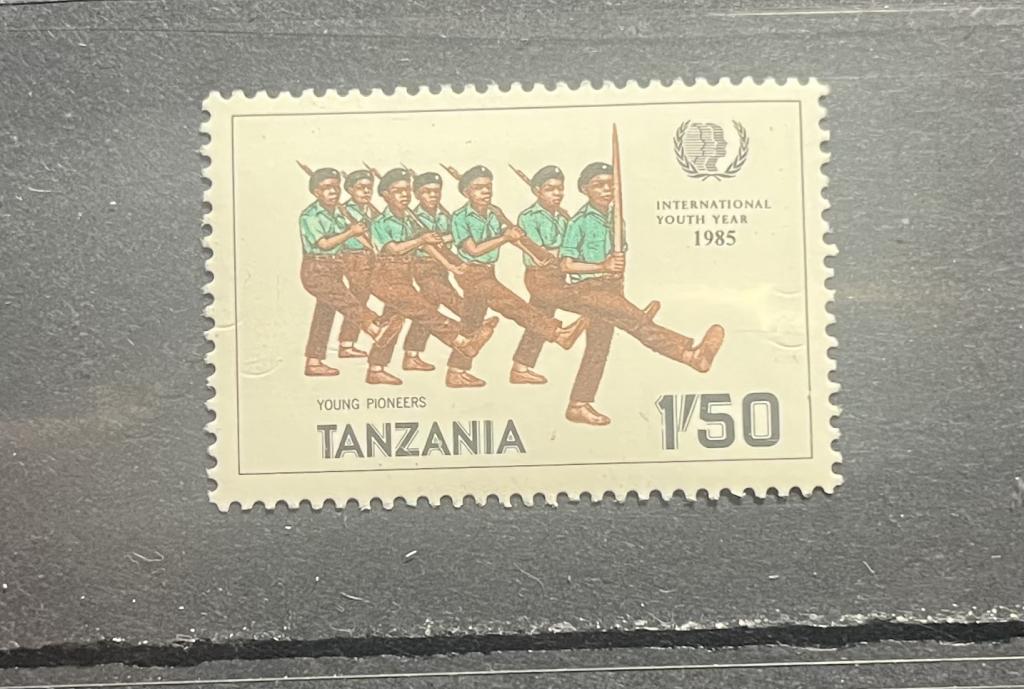 INTERNATIONAL
YOUTH YEAR
1985
YOUNG PIONEERS
TANZANIA
1/50